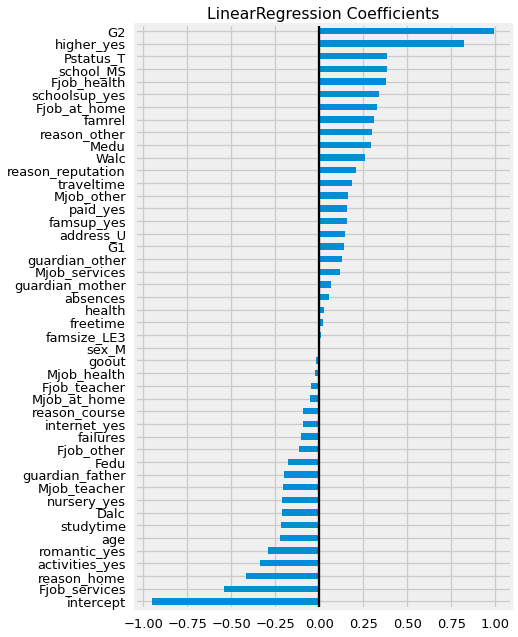 LinearRegression Coefficients
G2
higher_yes
Pstatus_T
school_MS
Fjob_health
schoolsup_yes
Fjob_at_home
famrel
reason_other
Medu
Walc
reason_reputation
traveltime
Mjob_other
paid_yes
famsup_yes
address_U
G1
guardian_other
Mjob_services
guardian_mother
absences
health
freetime
famsize_LE3
sex_M
goout
Mjob_health
Fjob_teacher
Mjob_at_home
reason_course
internet_yes
failures
Fjob_other
Fedu
guardian_father
Mjob_teacher
nursery_yes
Dalc
studytime
age
romantic_yes
activities_yes
reason_home
Fjob_services
intercept
−1.00 −0.75 −0.50 −0.25 0.00 0.25 0.50 0.75 1.00